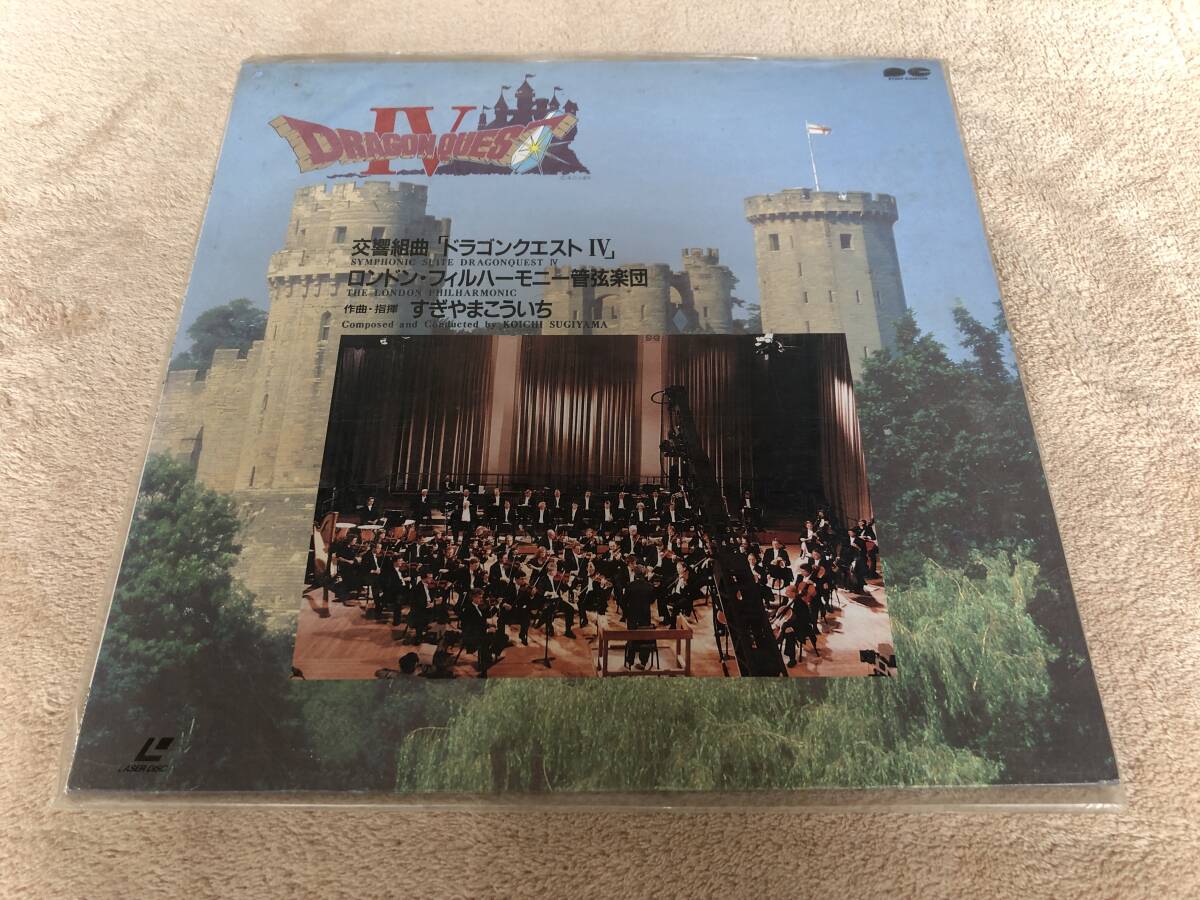 DRAGONQUEST
IV
交響組曲「ドラゴンクエストⅣ」
SYMPHONIC SUITE DRAGONQUEST Ⅳ
ロンドン・フィルハーモニー管弦楽団
THE LONDON PHILHARMONIC
作曲・指揮 すぎやまこういち
Composed and Conducted by KOICHI SUGIYAMA
LASER DISC